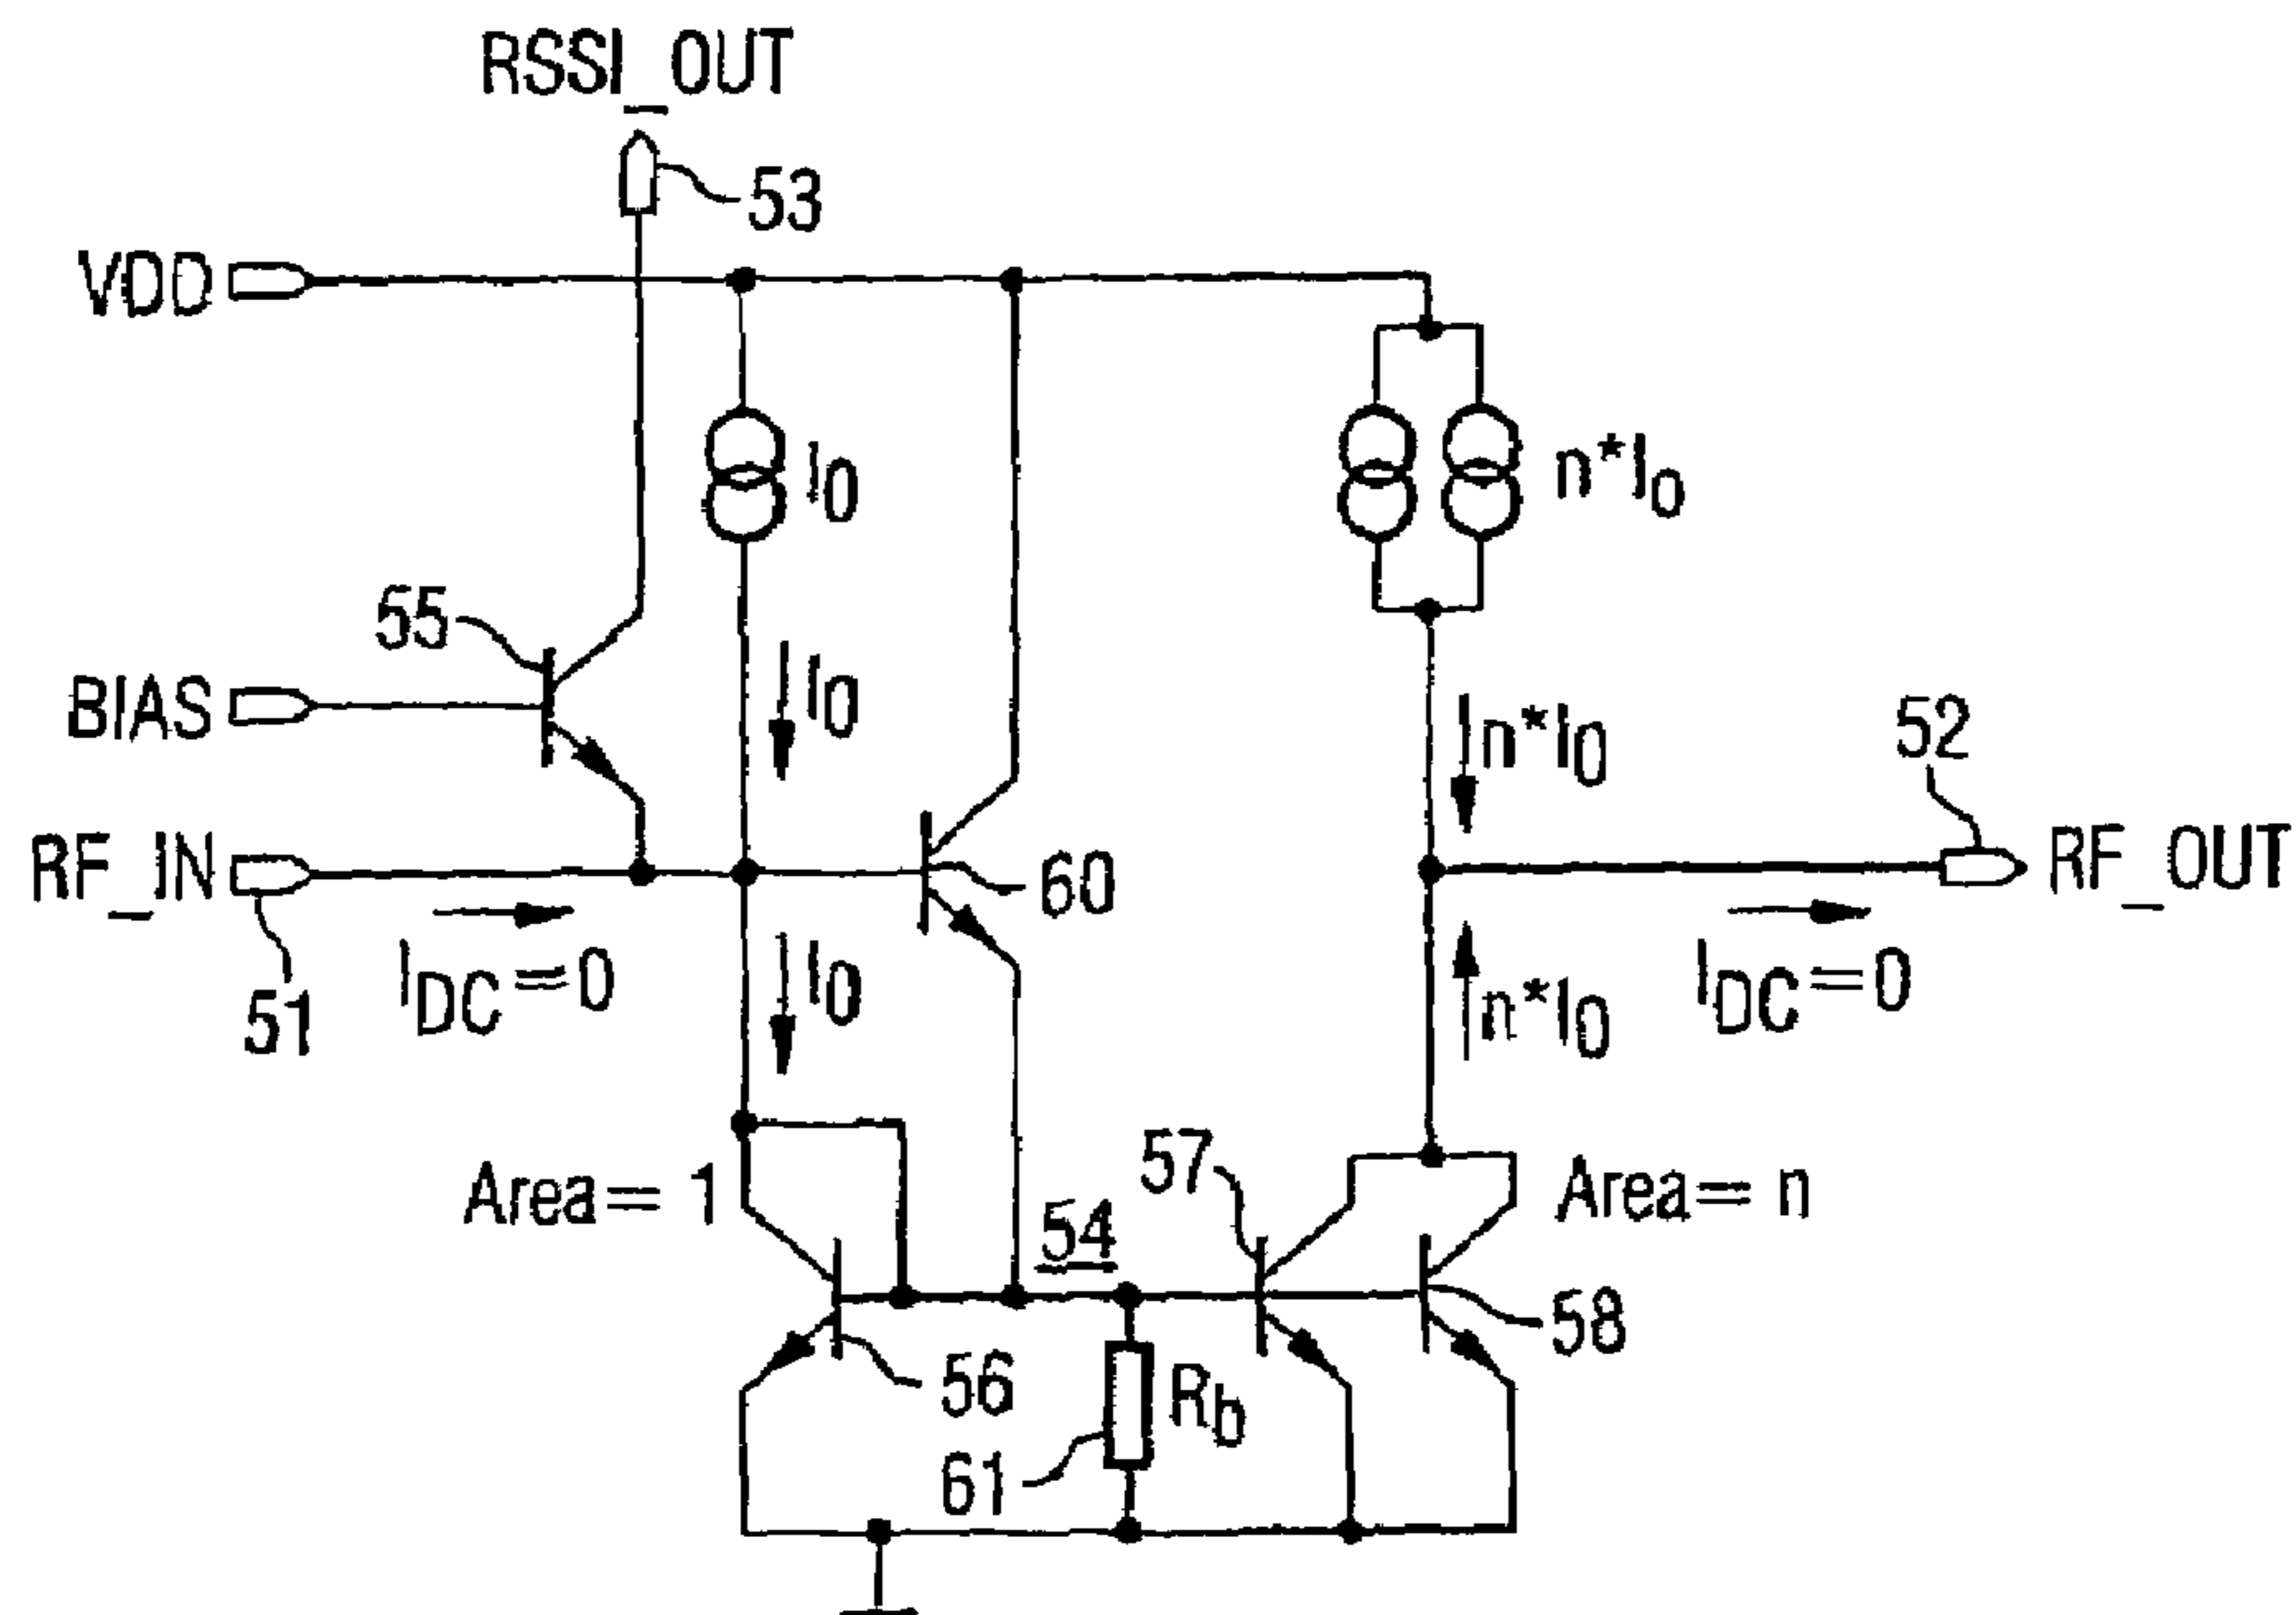 RSSI_OUT
53
VDD
I0
n*I0
55
I0
BIAS
n*I0
52
RF_IN
60
RF_OUT
51
IDC=0
I0
n*I0
IDC=0
Area=1
57
Area=n
54
56
Rb
58
61